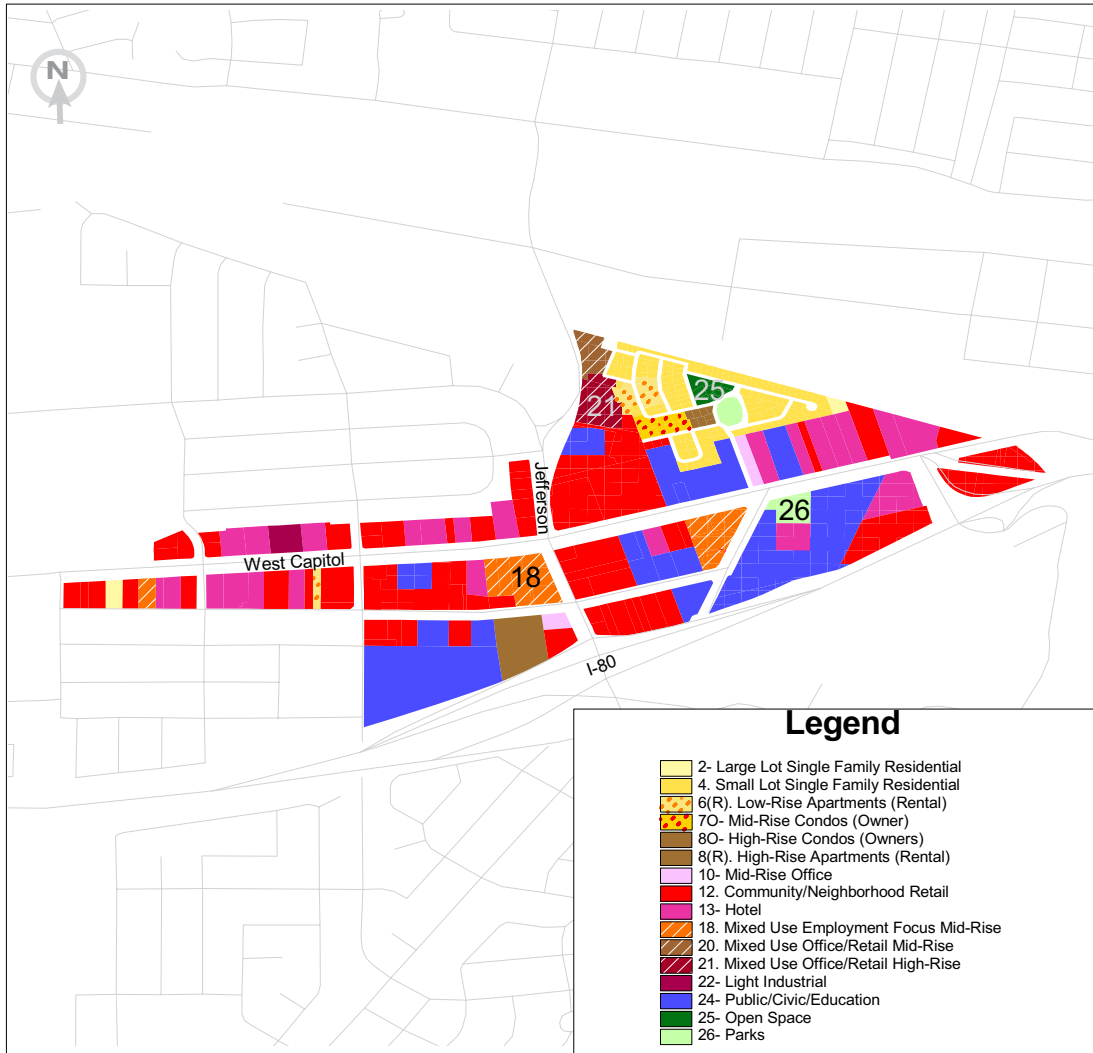 N
25
21
Jefferson
26
West Capitol
18
I-80
Legend
2- Large Lot Single Family Residential
4. Small Lot Single Family Residential
6(R). Low-Rise Apartments (Rental)
7O- Mid-Rise Condos (Owner)
8O- High-Rise Condos (Owners)
8(R). High-Rise Apartments (Rental)
10- Mid-Rise Office
12. Community/Neighborhood Retail
13- Hotel
18. Mixed Use Employment Focus Mid-Rise
20. Mixed Use Office/Retail Mid-Rise
21. Mixed Use Office/Retail High-Rise
22- Light Industrial
24- Public/Civic/Education
25- Open Space
26- Parks